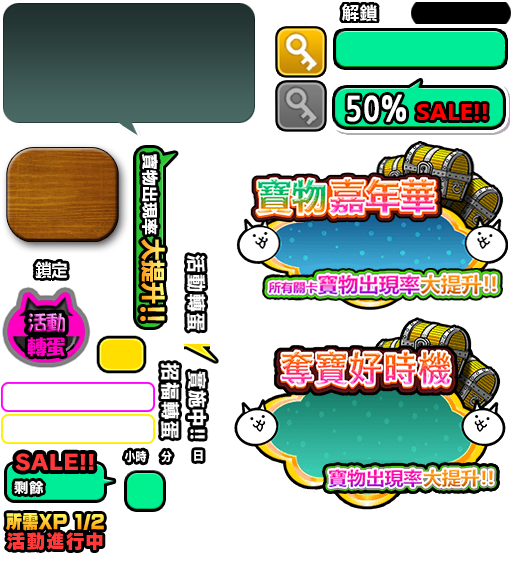 解鎖
50% SALE!!
寶物出現率大提升!!
活動轉蛋
寶物嘉年華
所有關卡寶物出現率大提升!!
鎖定
活動
轉蛋
實施中!!
招福轉蛋
奪寶好時機
寶物出現率大提升!!
小時
分
日
SALE!!
剩餘
所需XP 1/2
活動進行中